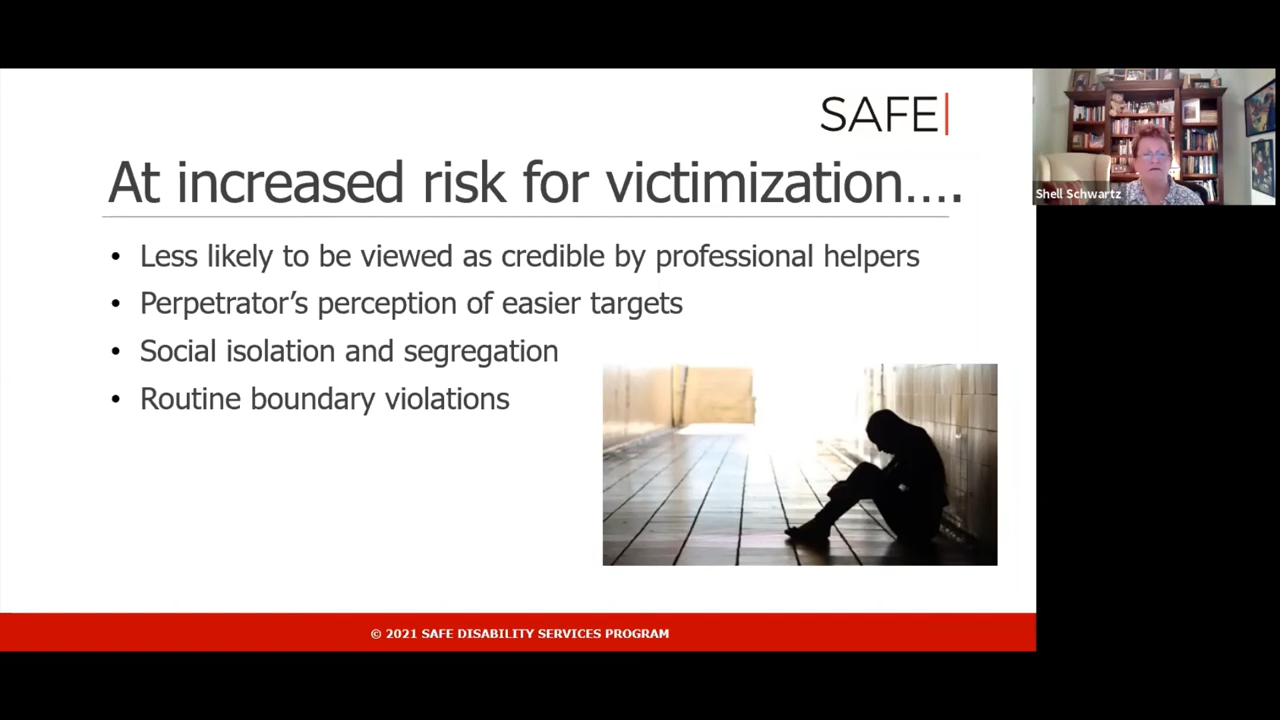 SAFE|
At increased risk for victimization....
• Less likely to be viewed as credible by professional helpers
• Perpetrator’s perception of easier targets
• Social isolation and segregation
• Routine boundary violations
© 2021 SAFE DISABILITY SERVICES PROGRAM
Shell Schwartz